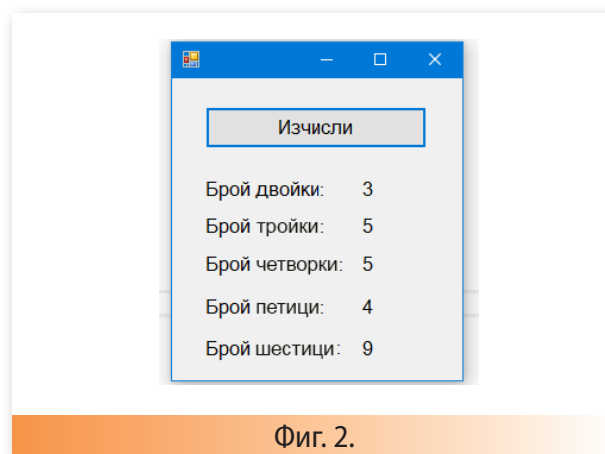 Изчисли
Брой двойки: 3
Брой тройки: 5
Брой четворки: 5
Брой петици: 4
Брой шестици: 9
Фиг. 2.